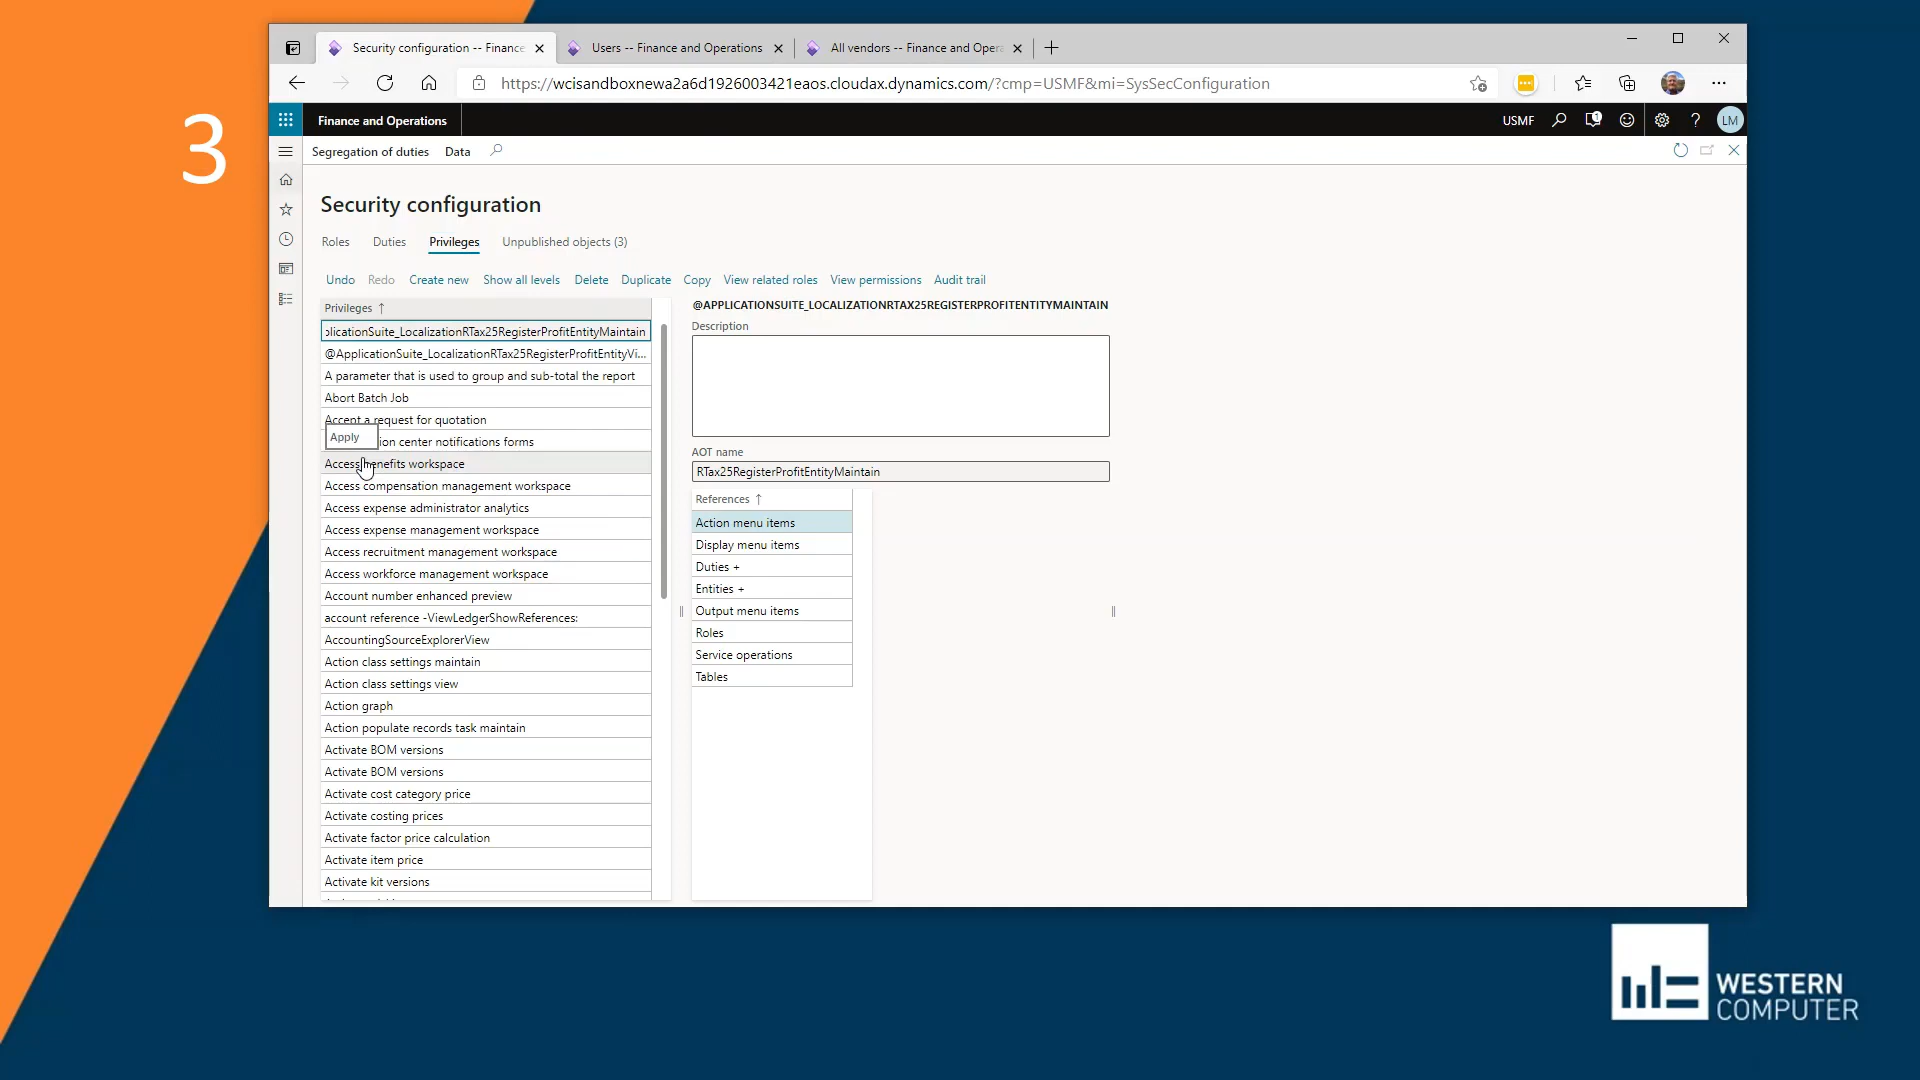 3
Security configuration -- Finance
Users -- Finance and Operations
All vendors -- Finance and Opera
https://wcisandboxnewa2a6d1926003421eaos.cloudax.dynamics.com/?cmp=USMF&mi=SysSecConfiguration
Finance and Operations
USMF
1
?
LM
Segregation of duties
Data
Security configuration
Roles
Duties
Privileges
Unpublished objects (3)
Undo
Redo
Create new
Show all levels
Delete
Duplicate
Copy
View related roles
View permissions
Audit trail
Privileges ↑
plicationSuite_LocalizationRTax25RegisterProfitEntityMaintain
@ApplicationSuite_LocalizationRTax25RegisterProfitEntityVi...
A parameter that is used to group and sub-total the report
Abort Batch Job
Accept a request for quotation
Apply
ion center notifications forms
Access benefits workspace
Access compensation management workspace
Access expense administrator analytics
Access expense management workspace
Access recruitment management workspace
Access workforce management workspace
Account number enhanced preview
account reference -ViewLedgerShowReferences:
AccountingSourceExplorerView
Action class settings maintain
Action class settings view
Action graph
Action populate records task maintain
Activate BOM versions
Activate BOM versions
Activate cost category price
Activate costing prices
Activate factor price calculation
Activate item price
Activate kit versions
@APPLICATIONSUITE_LOCALIZATIONRTAX25REGISTERPROFITENTITYMAINTAIN
Description
AOT name
RTax25RegisterProfitEntityMaintain
References ↑
Action menu items
Display menu items
Duties +
Entities +
Output menu items
Roles
Service operations
Tables
WESTERN
COMPUTER